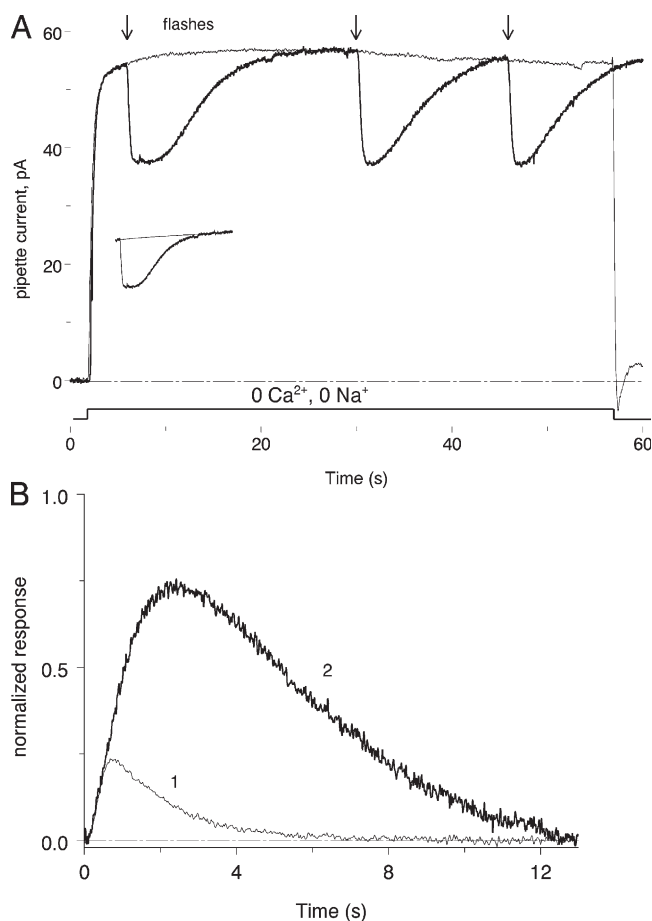 A
flashes
60
40
20
0
pipette current, pA
0 Ca²⁺, 0 Na⁺
0 20 40 60
Time (s)
B
1.0
0.5
0.0
normalized response
2
1
0 4 8 12
Time (s)